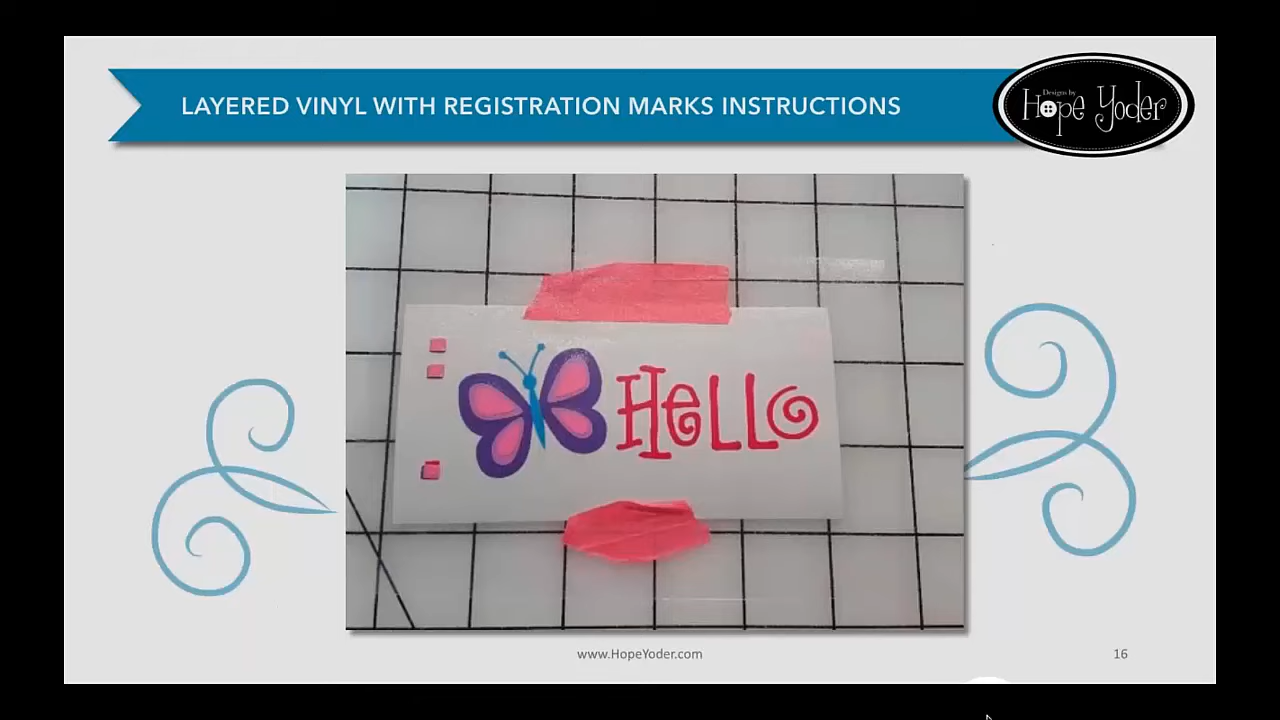 LAYERED VINYL WITH REGISTRATION MARKS INSTRUCTIONS
Designs by
Hope Yoder
HeLLo
www.HopeYoder.com
16